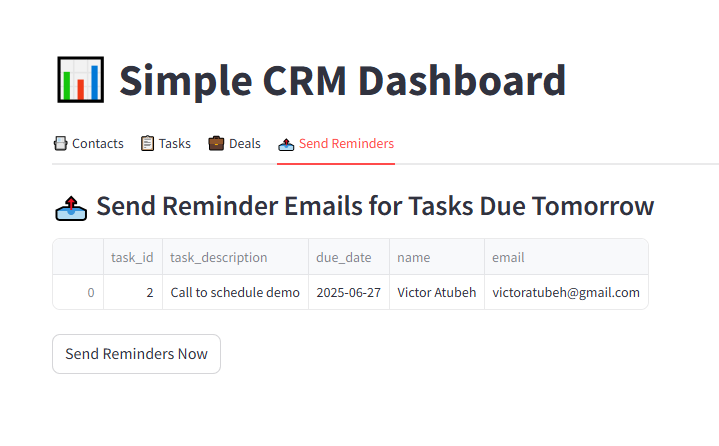 Simple CRM Dashboard
Contacts Tasks Deals Send Reminders
Send Reminder Emails for Tasks Due Tomorrow
task_id task_description due_date name email
0 2 Call to schedule demo 2025-06-27 Victor Atubeh victoratubeh@gmail.com
Send Reminders Now